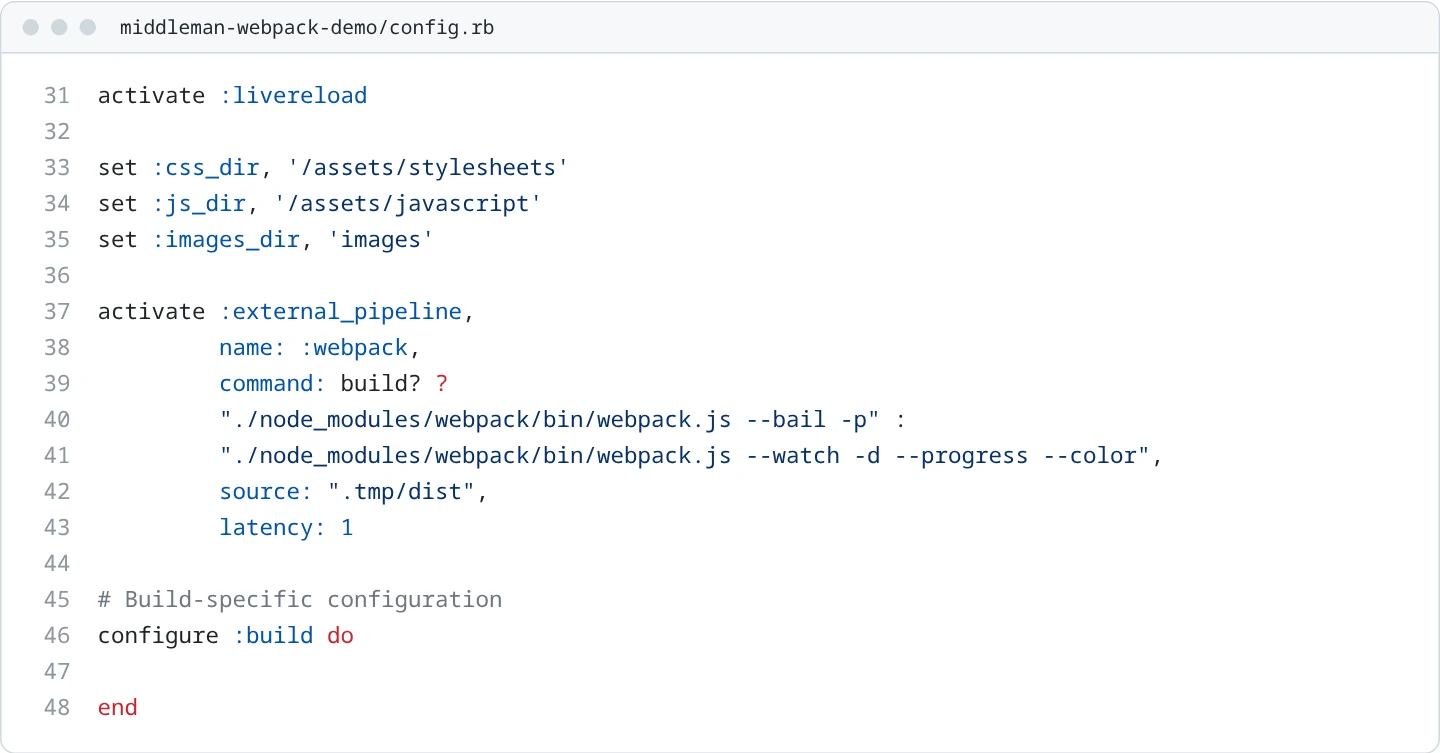 middleman-webpack-demo/config.rb
31 activate :livereload
32
33 set :css_dir, '/assets/stylesheets'
34 set :js_dir, '/assets/javascript'
35 set :images_dir, 'images'
36
37 activate :external_pipeline,
38          name: :webpack,
39          command: build? ?
40          "./node_modules/webpack/bin/webpack.js --bail -p" :
41          "./node_modules/webpack/bin/webpack.js --watch -d --progress --color",
42          source: ".tmp/dist",
43          latency: 1
44
45 # Build-specific configuration
46 configure :build do
47
48 end